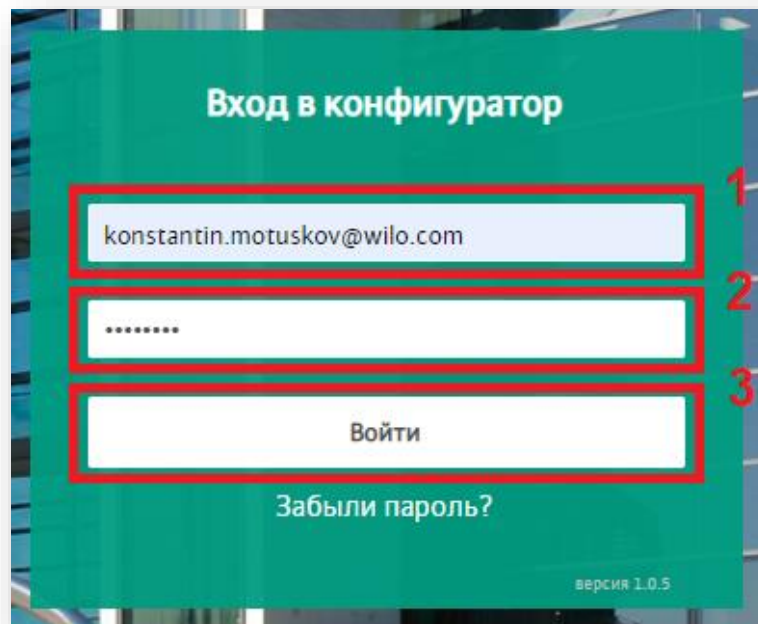 Вход в конфигуратор
1
konstantin.motuskov@wilo.com
2
••••••••
3
Войти
Забыли пароль?
версия 1.0.5